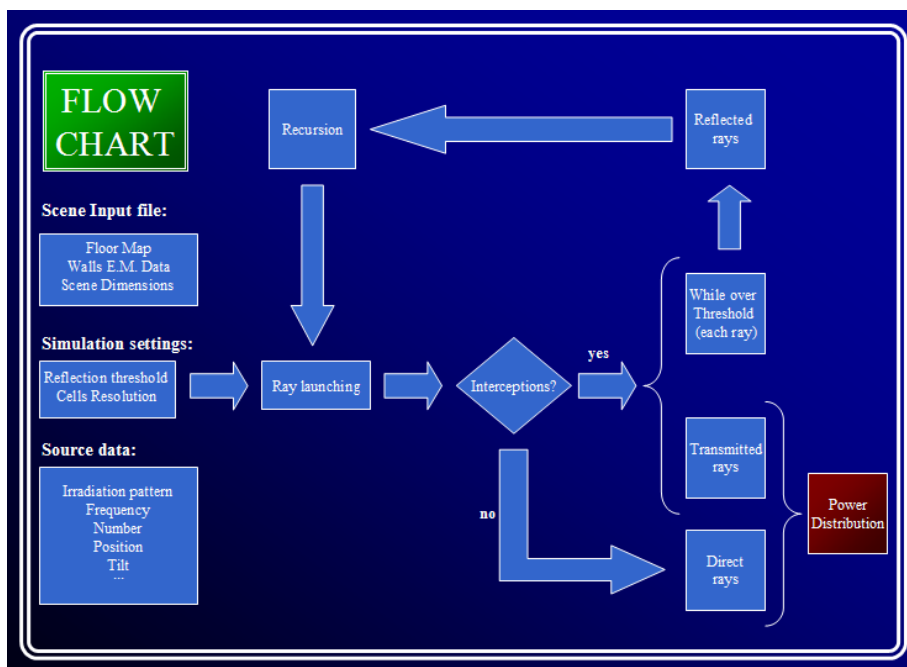 FLOW
CHART
Scene Input file:
Floor Map
Walls E.M. Data
Scene Dimensions
Simulation settings:
Reflection threshold
Cells Resolution
Source data:
Irradiation pattern
Frequency
Number
Position
Tilt
...
Recursion
Ray launching
Interceptions?
yes
no
Reflected
rays
While over
Threshold
(each ray)
Transmitted
rays
Direct
rays
Power
Distribution